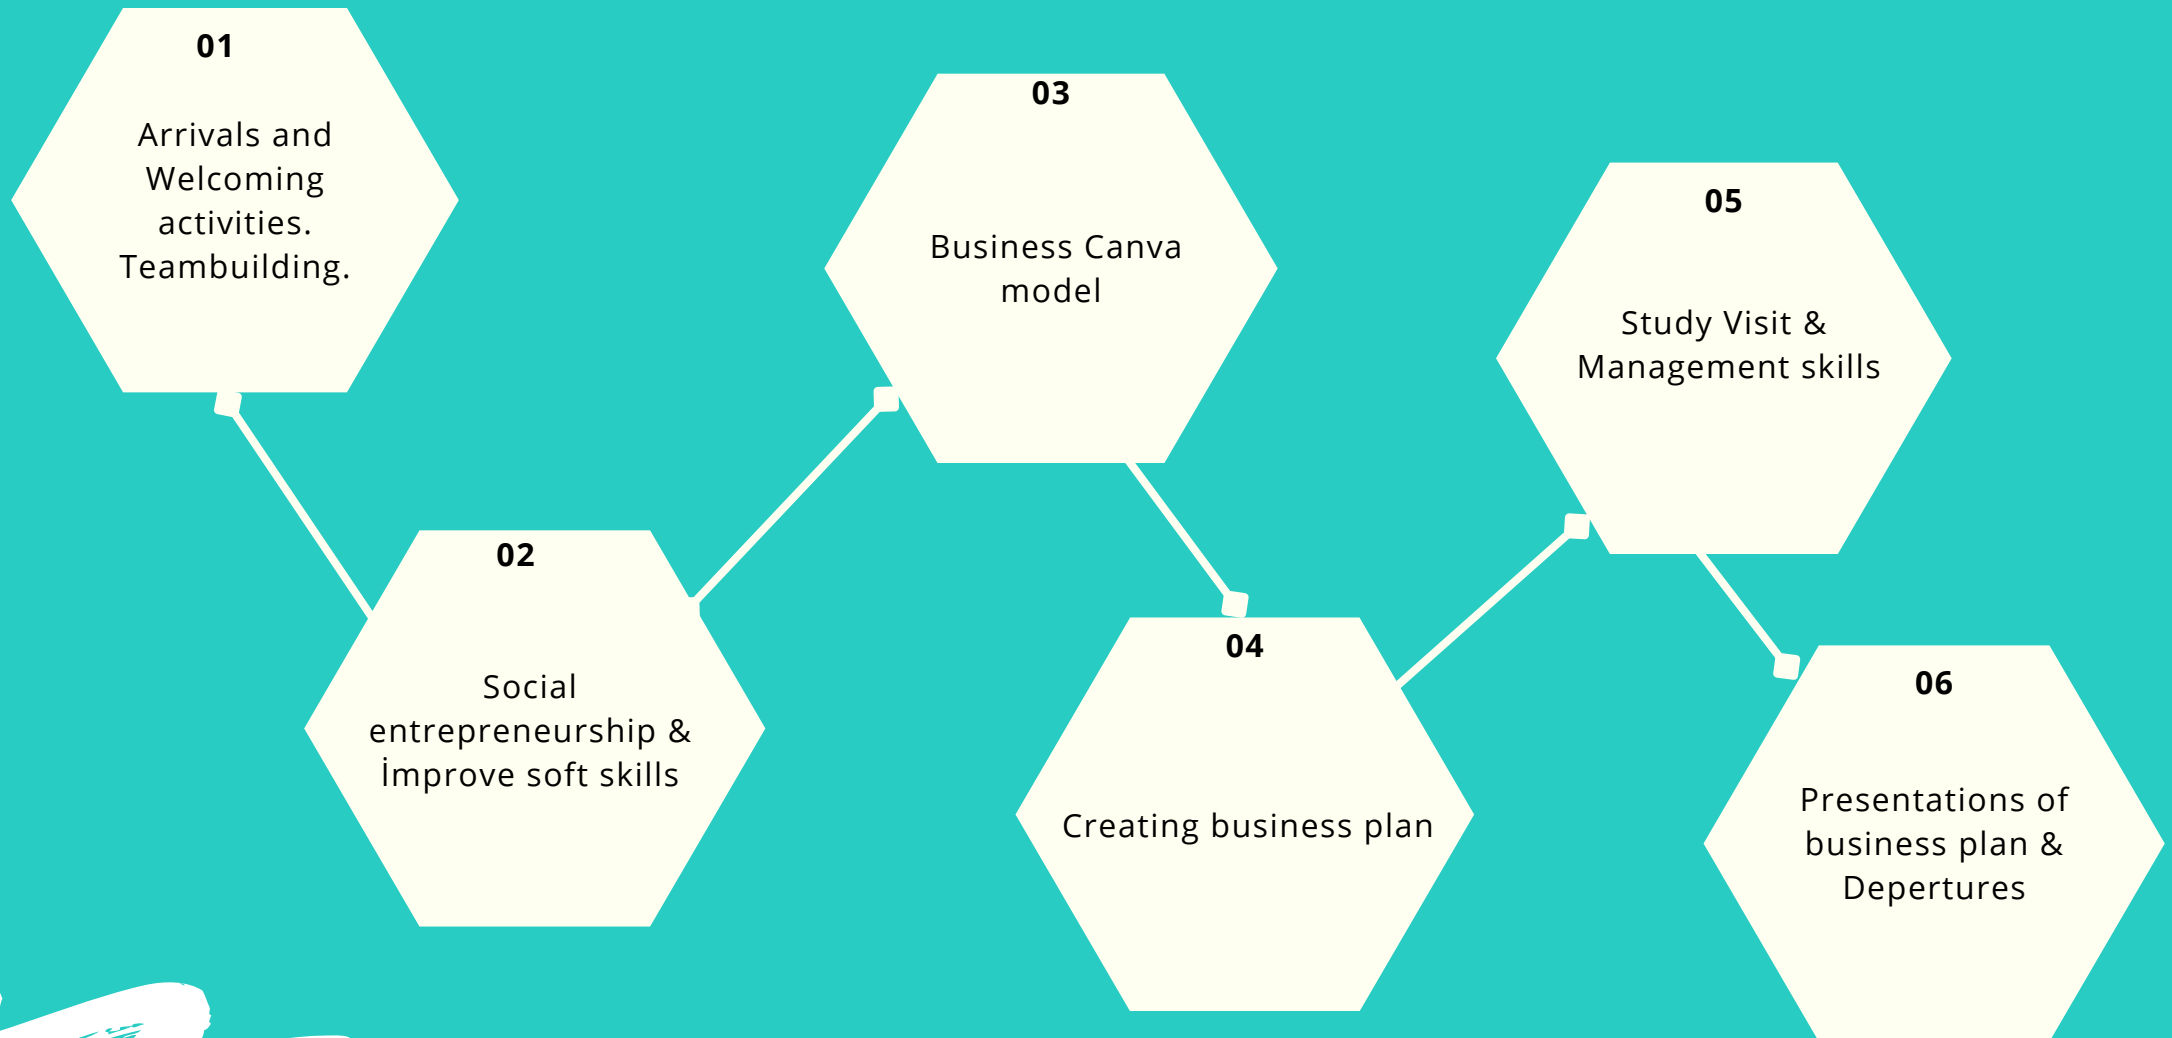 01
Arrivals and
Welcoming
activities.
Teambuilding.
02
Social
entrepreneurship &
İmprove soft skills
03
Business Canva
model
04
Creating business plan
05
Study Visit &
Management skills
06
Presentations of
business plan &
Depertures